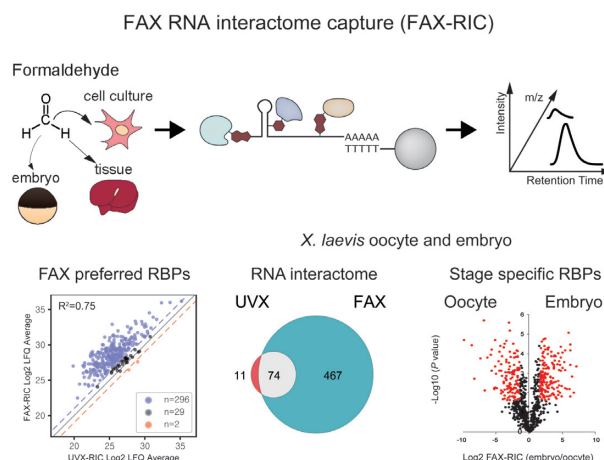 FAX RNA interactome capture (FAX-RIC)
Formaldehyde
O
H H
cell culture
embryo
tissue
AAAAA
TTTTT
Intensity
m/z
Retention Time
X. laevis oocyte and embryo
FAX preferred RBPs
R²=0.75
FAX-RIC Log2 LFQ Average
35
30
25
20
20 25 30 35
UVX-RIC Log2 LFQ Average
n=296
n=29
n=2
RNA interactome
UVX FAX
11 74 467
Stage specific RBPs
Oocyte Embryo
-Log10 (P value)
6
5
4
3
2
1
0
-10 -5 0 5 10
Log2 FAX-RIC (embryo/oocyte)